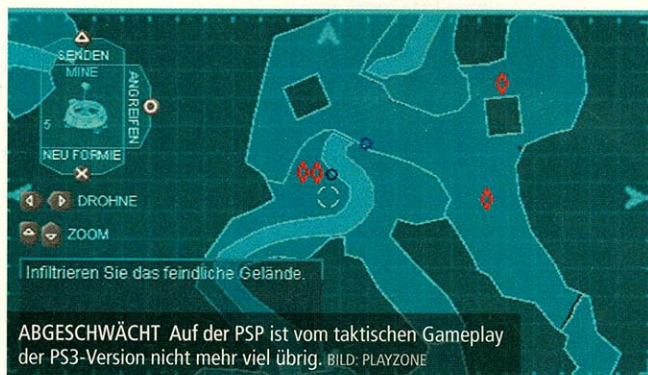 SENDEN
MINE
ANGREIFEN
5
NEU FORMIE
DROHNE
ZOOM
Infiltrieren Sie das feindliche Gelände.
ABGESCHWÄCHT Auf der PSP ist vom taktischen Gameplay
der PS3-Version nicht mehr viel übrig. BILD: PLAYZONE